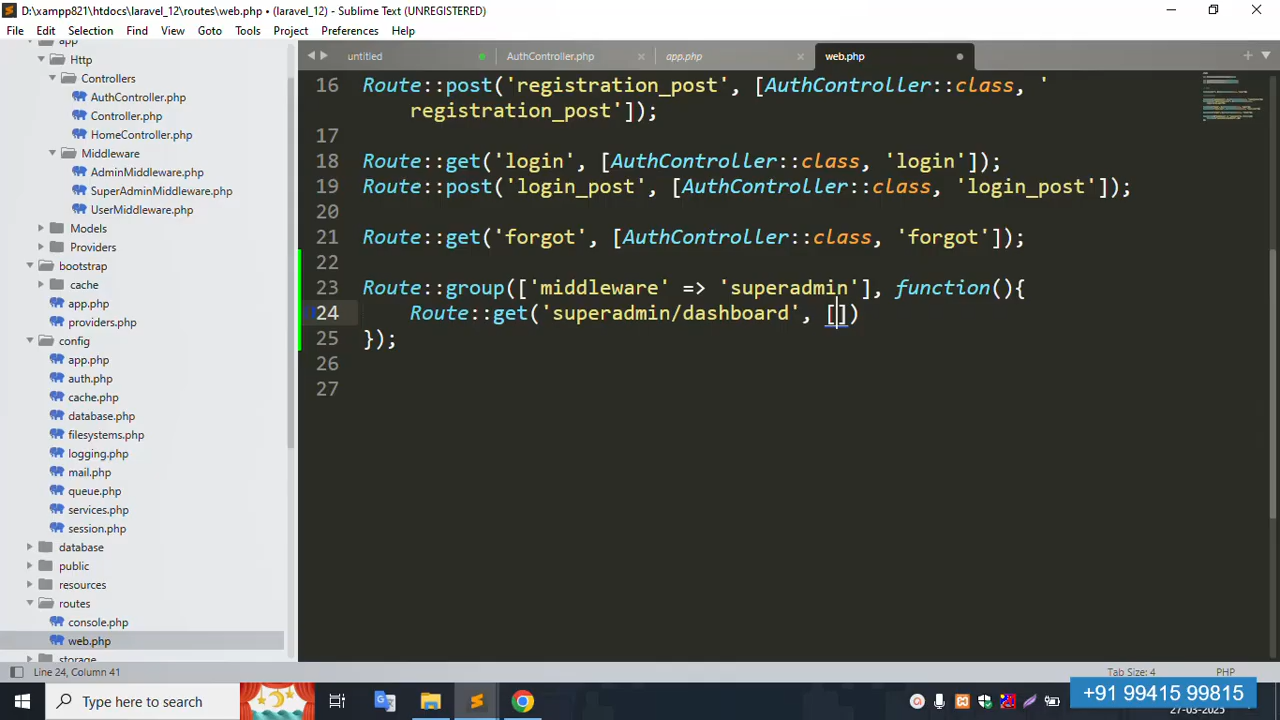 D:\xampp821\htdocs\laravel_12\routes\web.php • (laravel_12) - Sublime Text (UNREGISTERED)
File Edit Selection Find View Goto Tools Project Preferences Help
app
Http
Controllers
AuthController.php
Controller.php
HomeController.php
Middleware
AdminMiddleware.php
SuperAdminMiddleware.php
UserMiddleware.php
Models
Providers
bootstrap
cache
app.php
providers.php
config
app.php
auth.php
cache.php
database.php
filesystems.php
logging.php
mail.php
queue.php
services.php
session.php
database
public
resources
routes
console.php
web.php
storage
untitled AuthController.php app.php web.php
16 Route::post('registration_post', [AuthController::class, '
registration_post']);
17
18 Route::get('login', [AuthController::class, 'login']);
19 Route::post('login_post', [AuthController::class, 'login_post']);
20
21 Route::get('forgot', [AuthController::class, 'forgot']);
22
23 Route::group(['middleware' => 'superadmin'], function(){
24 Route::get('superadmin/dashboard', [])
25 });
26
27
Line 24, Column 41 Tab Size: 4 PHP
Type here to search
+91 99415 99815
27-03-2025